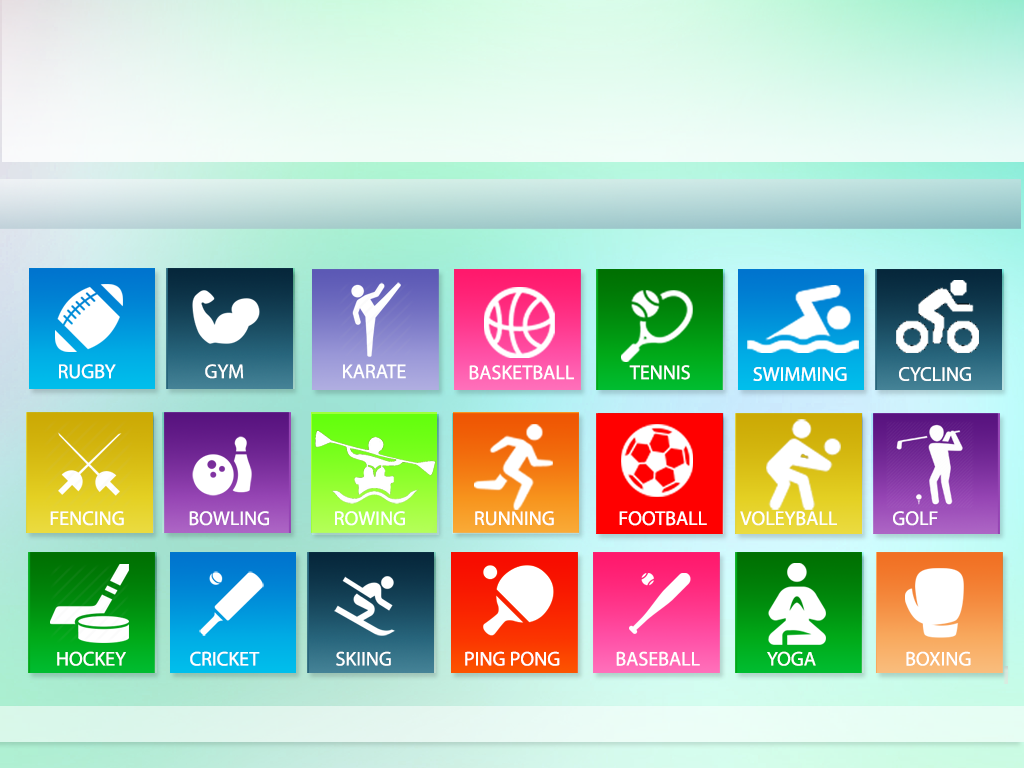 RUGBY
GYM
KARATE
BASKETBALL
TENNIS
SWIMMING
CYCLING
FENCING
BOWLING
ROWING
RUNNING
FOOTBALL
VOLEYBALL
GOLF
HOCKEY
CRICKET
SKIING
PING PONG
BASEBALL
YOGA
BOXING